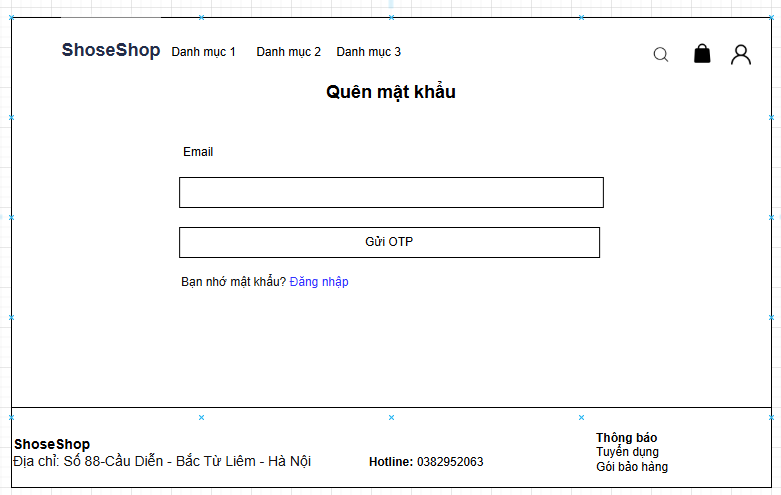 ShoseShop Danh mục 1 Danh mục 2 Danh mục 3
Quên mật khẩu
Email
Gửi OTP
Bạn nhớ mật khẩu? Đăng nhập
ShoseShop
Địa chỉ: Số 88-Cầu Diễn - Bắc Từ Liêm - Hà Nội
Hotline: 0382952063
Thông báo
Tuyển dụng
Gói bảo hàng